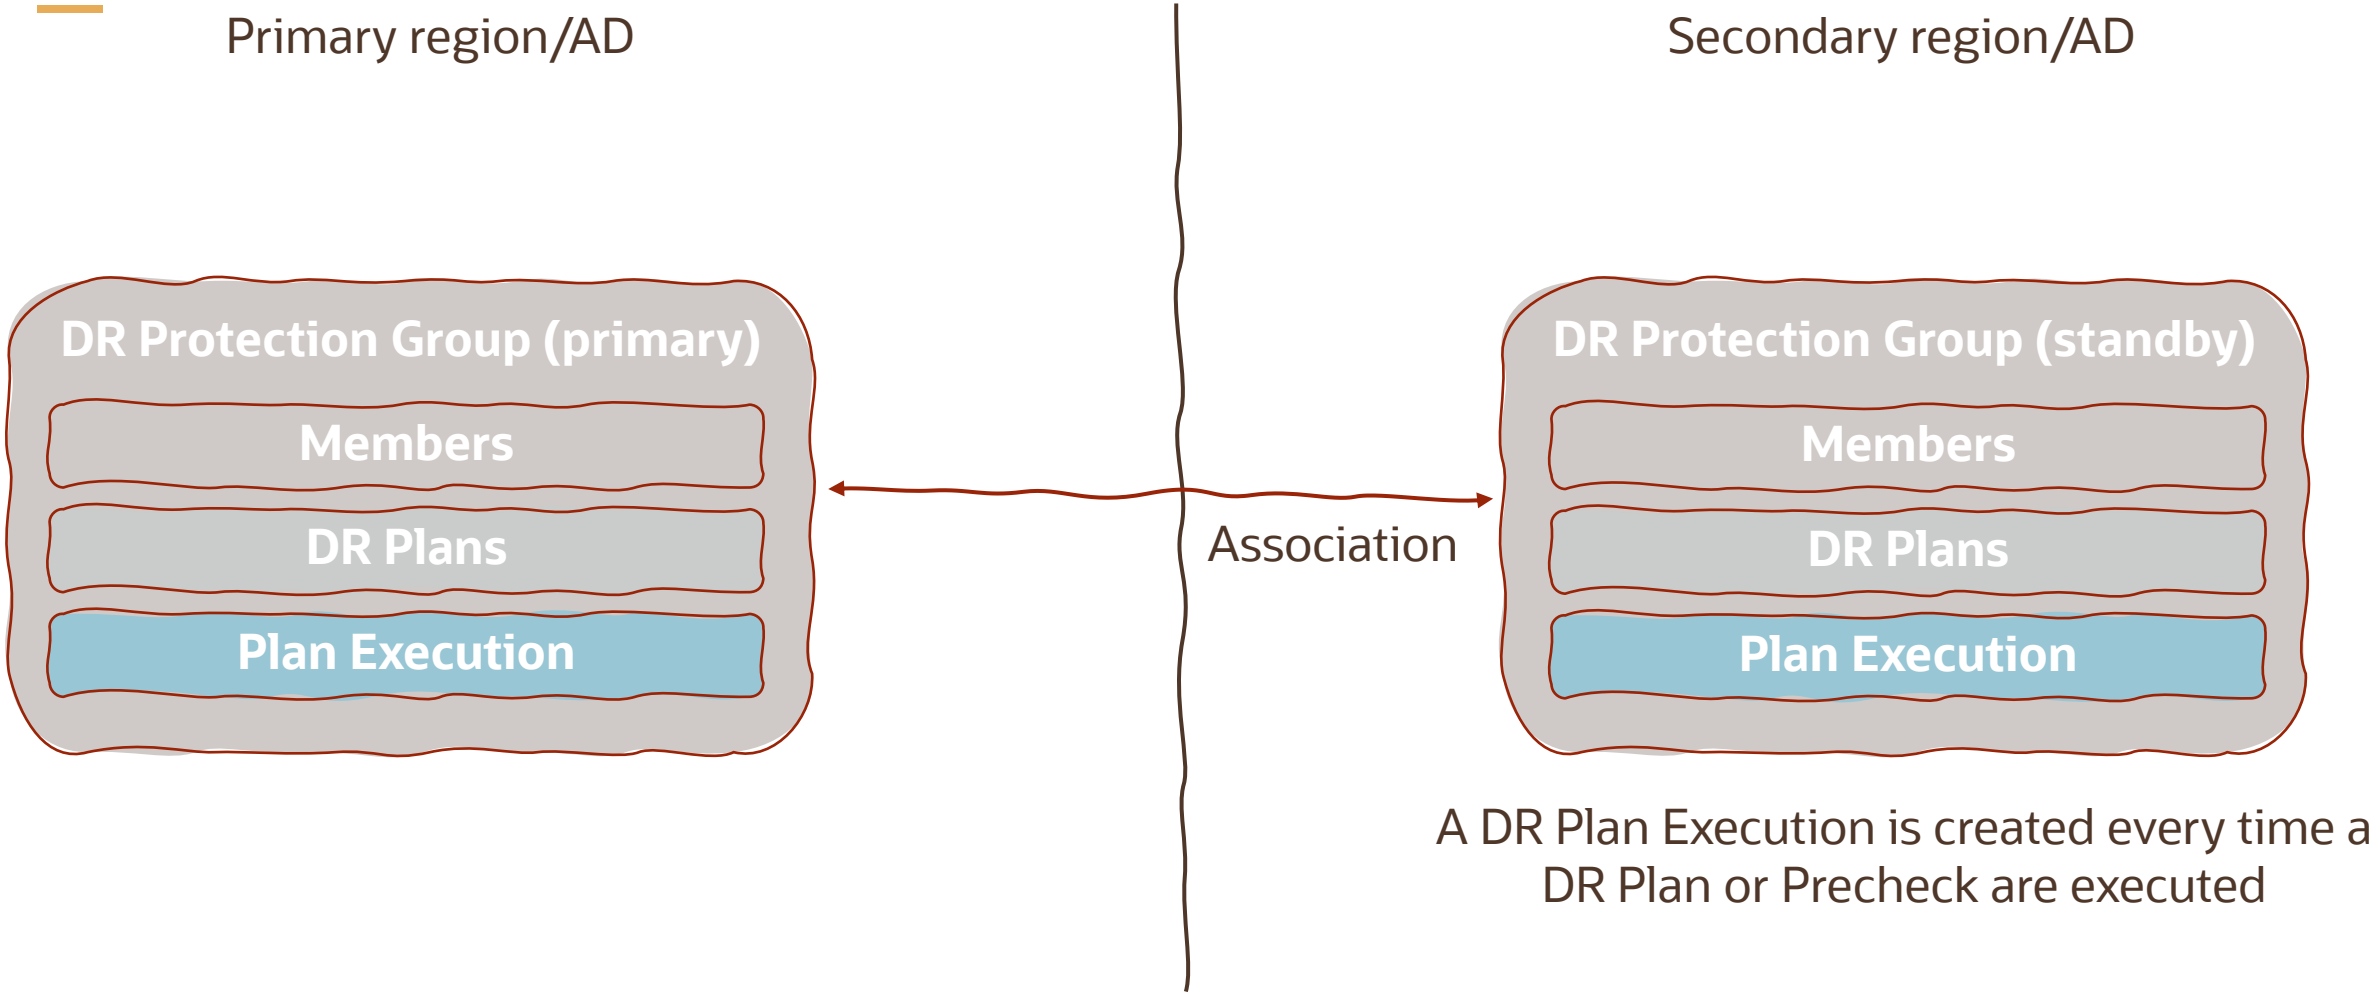 Primary region/AD
Secondary region/AD
DR Protection Group (primary)
Members
DR Plans
Plan Execution
Association
DR Protection Group (standby)
Members
DR Plans
Plan Execution
A DR Plan Execution is created every time a
DR Plan or Precheck are executed